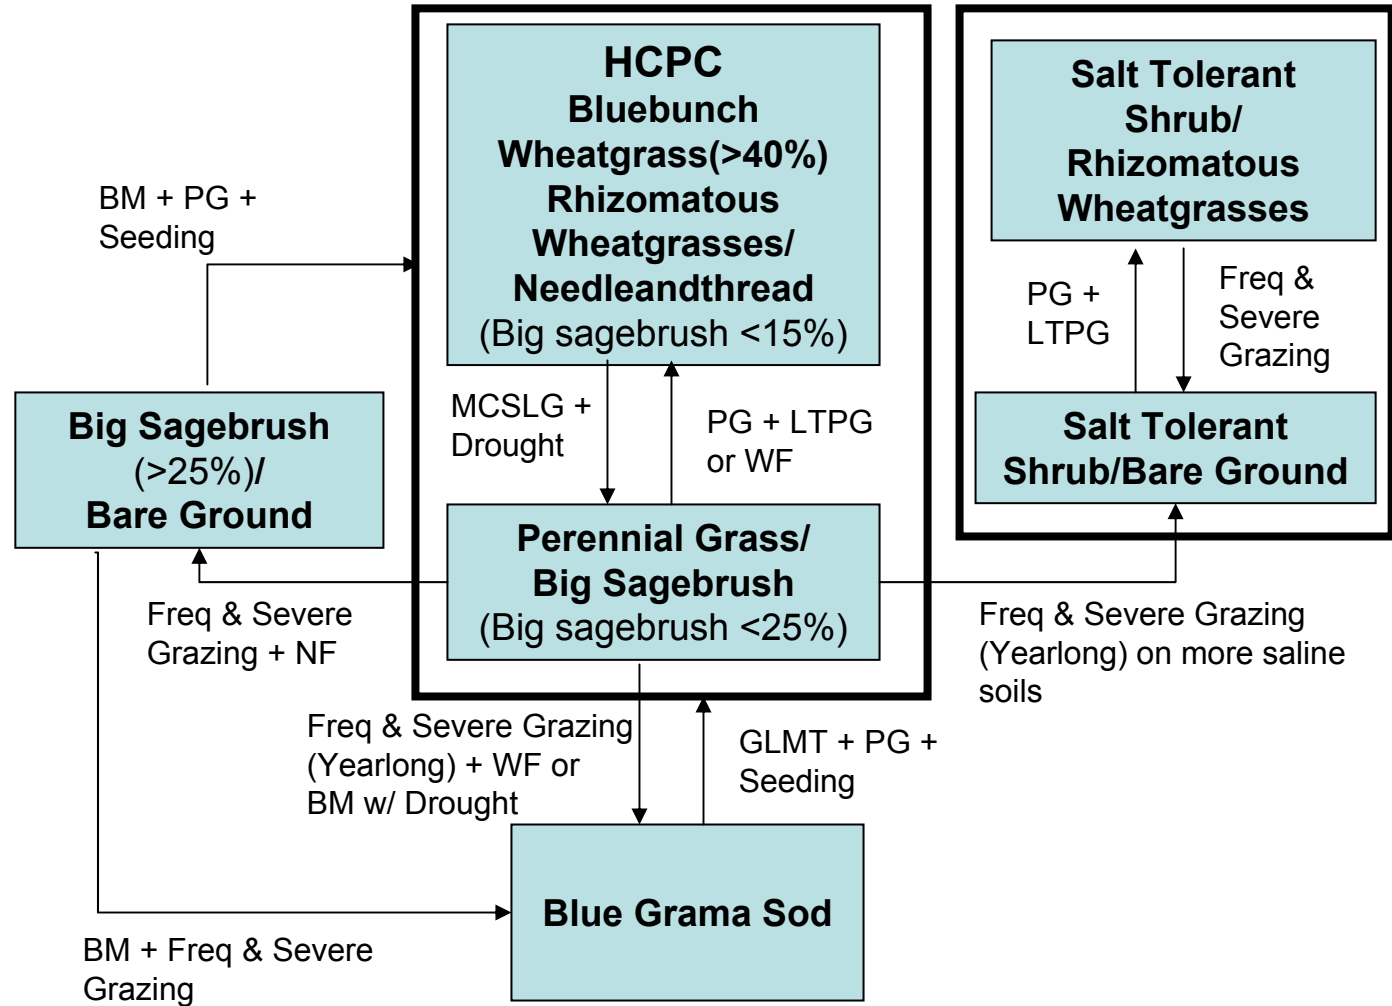 HCPC
Bluebunch
Wheatgrass(>40%)
Rhizomatous
Wheatgrasses/
Needleandthread
(Big sagebrush <15%)
Salt Tolerant
Shrub/
Rhizomatous
Wheatgrasses
BM + PG +
Seeding
PG +
LTPG
Freq &
Severe
Grazing
MCSLG +
Drought
PG + LTPG
or WF
Big Sagebrush
(>25%)/
Bare Ground
Salt Tolerant
Shrub/Bare Ground
Perennial Grass/
Big Sagebrush
(Big sagebrush <25%)
Freq & Severe
Grazing + NF
Freq & Severe Grazing
(Yearlong) on more saline
soils
Freq & Severe Grazing
(Yearlong) + WF or
BM w/ Drought
GLMT + PG +
Seeding
Blue Grama Sod
BM + Freq & Severe
Grazing